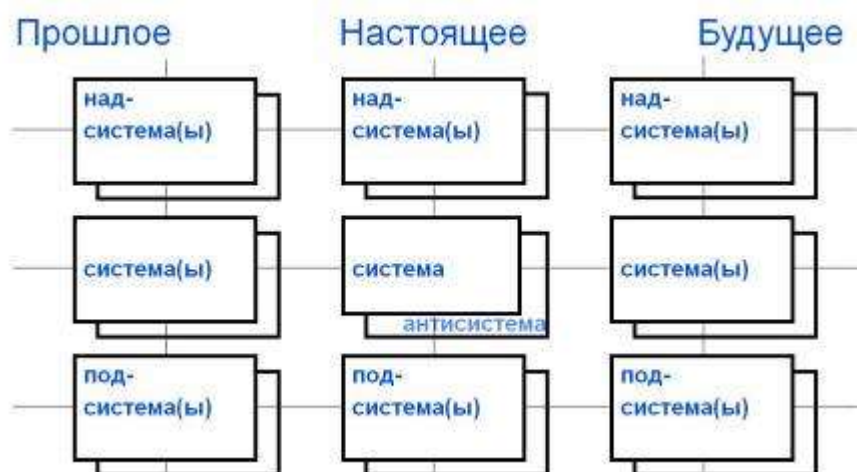 Прошлое Настоящее Будущее
над- над- над-
система(ы) система(ы) система(ы)
система(ы) система система(ы)
антисистема
под- под- под-
система(ы) система(ы) система(ы)